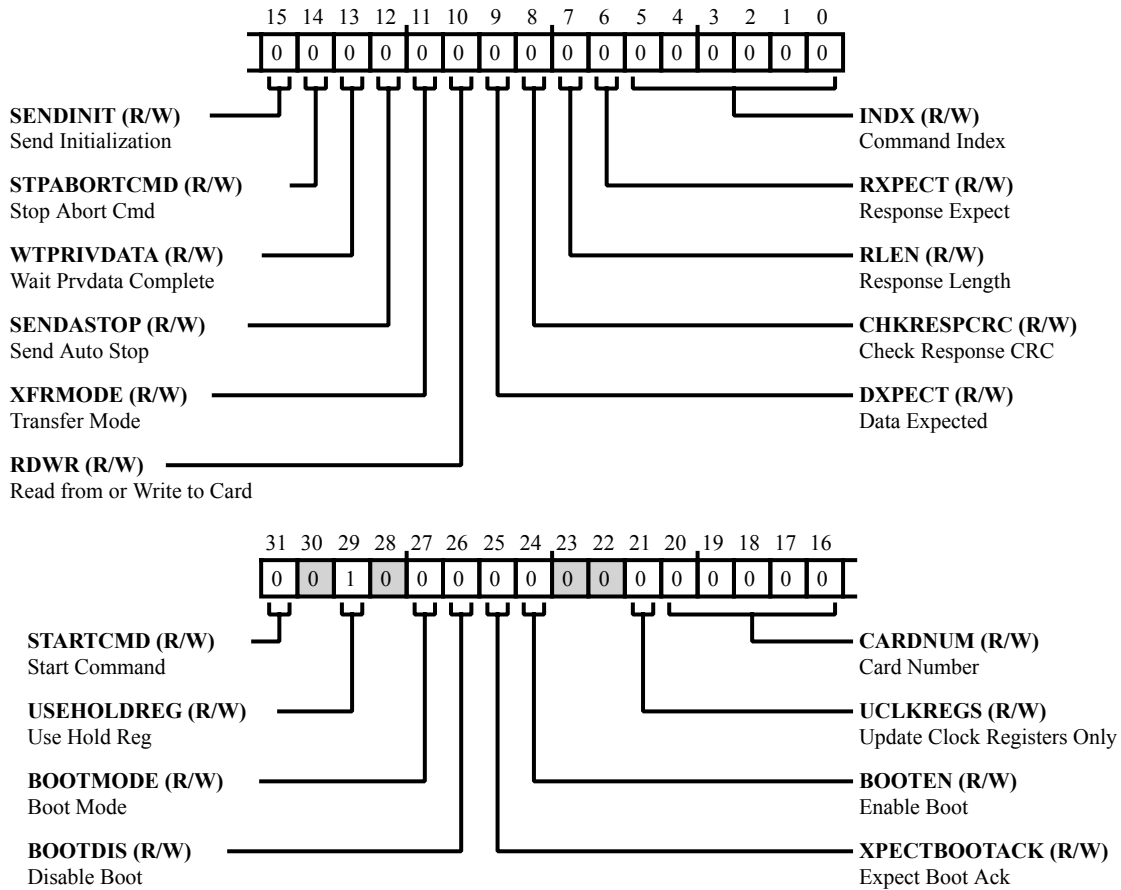 15 14 13 12 11 10 9 8 7 6 5 4 3 2 1 0
0 0 0 0 0 0 0 0 0 0 0 0 0 0 0 0
SENDINIT (R/W)
Send Initialization
STPABORTCMD (R/W)
Stop Abort Cmd
WTPRIVDATA (R/W)
Wait Prvdata Complete
SENDASTOP (R/W)
Send Auto Stop
XFRMODE (R/W)
Transfer Mode
RDWR (R/W)
Read from or Write to Card
INDX (R/W)
Command Index
RXPECT (R/W)
Response Expect
RLEN (R/W)
Response Length
CHKRESPCRC (R/W)
Check Response CRC
DXPECT (R/W)
Data Expected
31 30 29 28 27 26 25 24 23 22 21 20 19 18 17 16
0 0 1 0 0 0 0 0 0 0 0 0 0 0 0 0
STARTCMD (R/W)
Start Command
USEHOLDREG (R/W)
Use Hold Reg
BOOTMODE (R/W)
Boot Mode
BOOTDIS (R/W)
Disable Boot
CARDNUM (R/W)
Card Number
UCLKREGS (R/W)
Update Clock Registers Only
BOOTEN (R/W)
Enable Boot
XPECTBOOTACK (R/W)
Expect Boot Ack